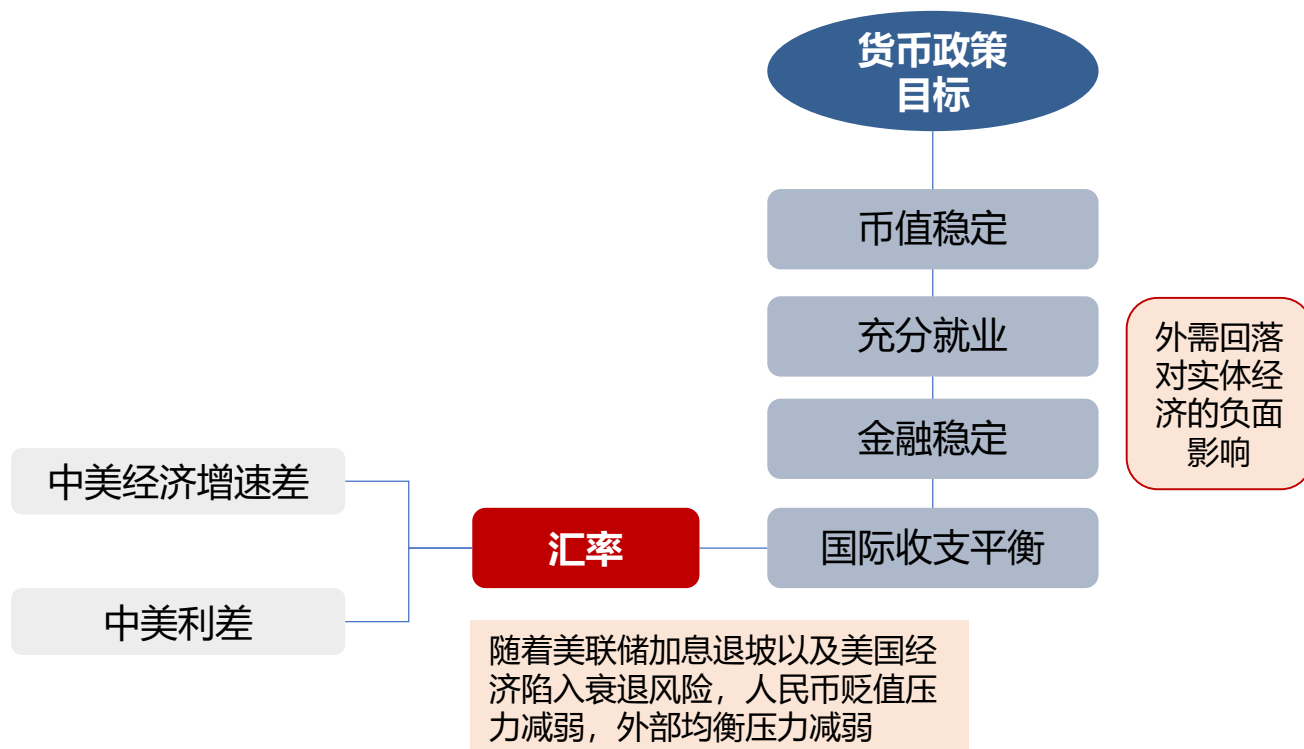 货币政策
目标
币值稳定
充分就业
外需回落
对实体经
济的负面
影响
金融稳定
中美经济增速差
汇率
国际收支平衡
中美利差
随着美联储加息退坡以及美国经
济陷入衰退风险，人民币贬值压
力减弱，外部均衡压力减弱